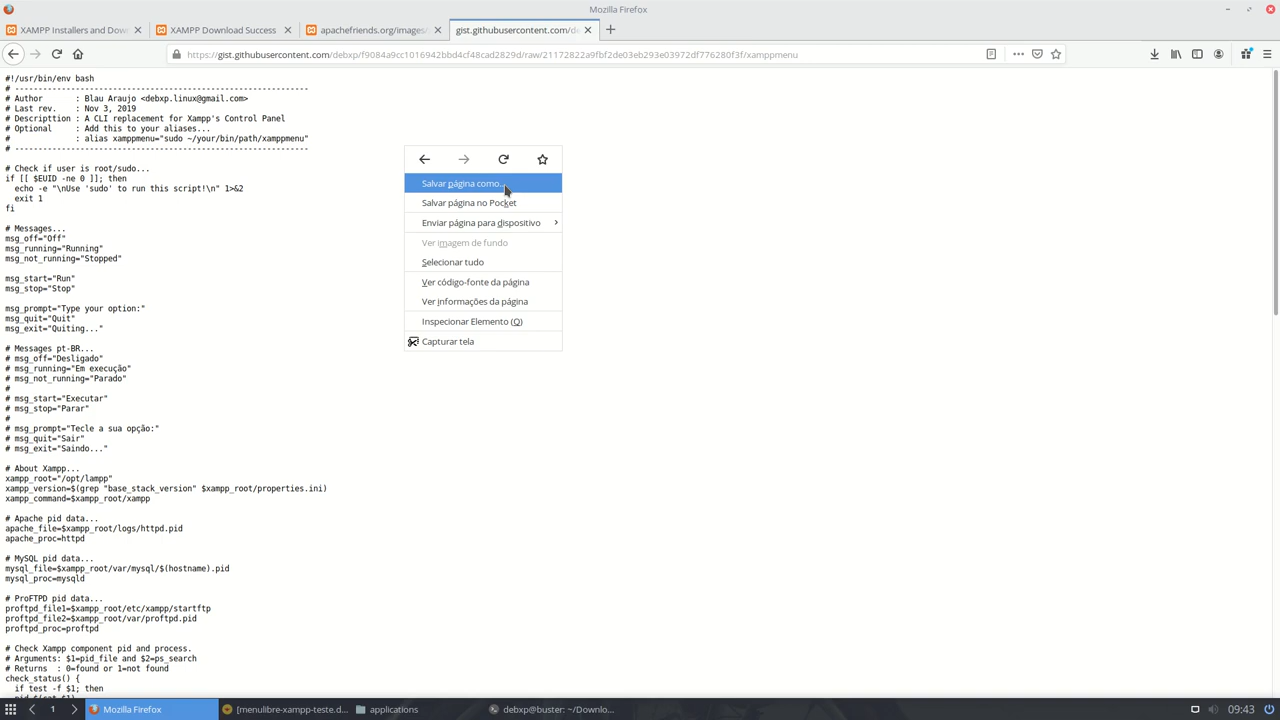 Mozilla Firefox
XAMPP Installers and Dow
XAMPP Download Success
apachefriends.org/images/
gist.githubusercontent.com/de
https://gist.githubusercontent.com/debxp/f9084a9cc1016942bbd4cf48cad2829d/raw/21172822a9fbf2de03eb293e03972df776280f3f/xamppmenu
#!/usr/bin/env bash
# -----------------------------------------------------------------
# Author : Blau Araujo <debxp.linux@gmail.com>
# Last rev. : Nov 3, 2019
# Descripttion : A CLI replacement for Xampp's Control Panel
# Optional : Add this to your aliases...
# : alias xamppmenu="sudo ~/your/bin/path/xamppmenu"
# -----------------------------------------------------------------
# Check if user is root/sudo...
if [[ $EUID -ne 0 ]]; then
echo -e "\nUse 'sudo' to run this script!\n" 1>&2
exit 1
fi
# Messages...
msg_off="Off"
msg_running="Running"
msg_not_running="Stopped"
msg_start="Run"
msg_stop="Stop"
msg_prompt="Type your option:"
msg_quit="Quit"
msg_exit="Quiting..."
# Messages pt-BR...
# msg_off="Desligado"
# msg_running="Em execução"
# msg_not_running="Parado"
#
# msg_start="Executar"
# msg_stop="Parar"
#
# msg_prompt="Tecle a sua opção:"
# msg_quit="Sair"
# msg_exit="Saindo..."
# About Xampp...
xampp_root="/opt/lampp"
xampp_version=$(grep "base_stack_version" $xampp_root/properties.ini)
xampp_command=$xampp_root/xampp
# Apache pid data...
apache_file=$xampp_root/logs/httpd.pid
apache_proc=httpd
# MySQL pid data...
mysql_file=$xampp_root/var/mysql/$(hostname).pid
mysql_proc=mysqld
# ProFTPD pid data...
proftpd_file1=$xampp_root/etc/xampp/startftp
proftpd_file2=$xampp_root/var/proftpd.pid
proftpd_proc=proftpd
# Check Xampp component pid and process.
# Arguments: $1=pid_file and $2=ps_search
# Returns : 0=found or 1=not found
check_status() {
if test -f $1; then
Salvar página como...
Salvar página no Pocket
Enviar página para dispositivo
Ver imagem de fundo
Selecionar tudo
Ver código-fonte da página
Ver informações da página
Inspecionar Elemento (Q)
Capturar tela
1
Mozilla Firefox
[menulibre-xampp-teste.d...
applications
debxp@buster: ~/Downlo...
09:43